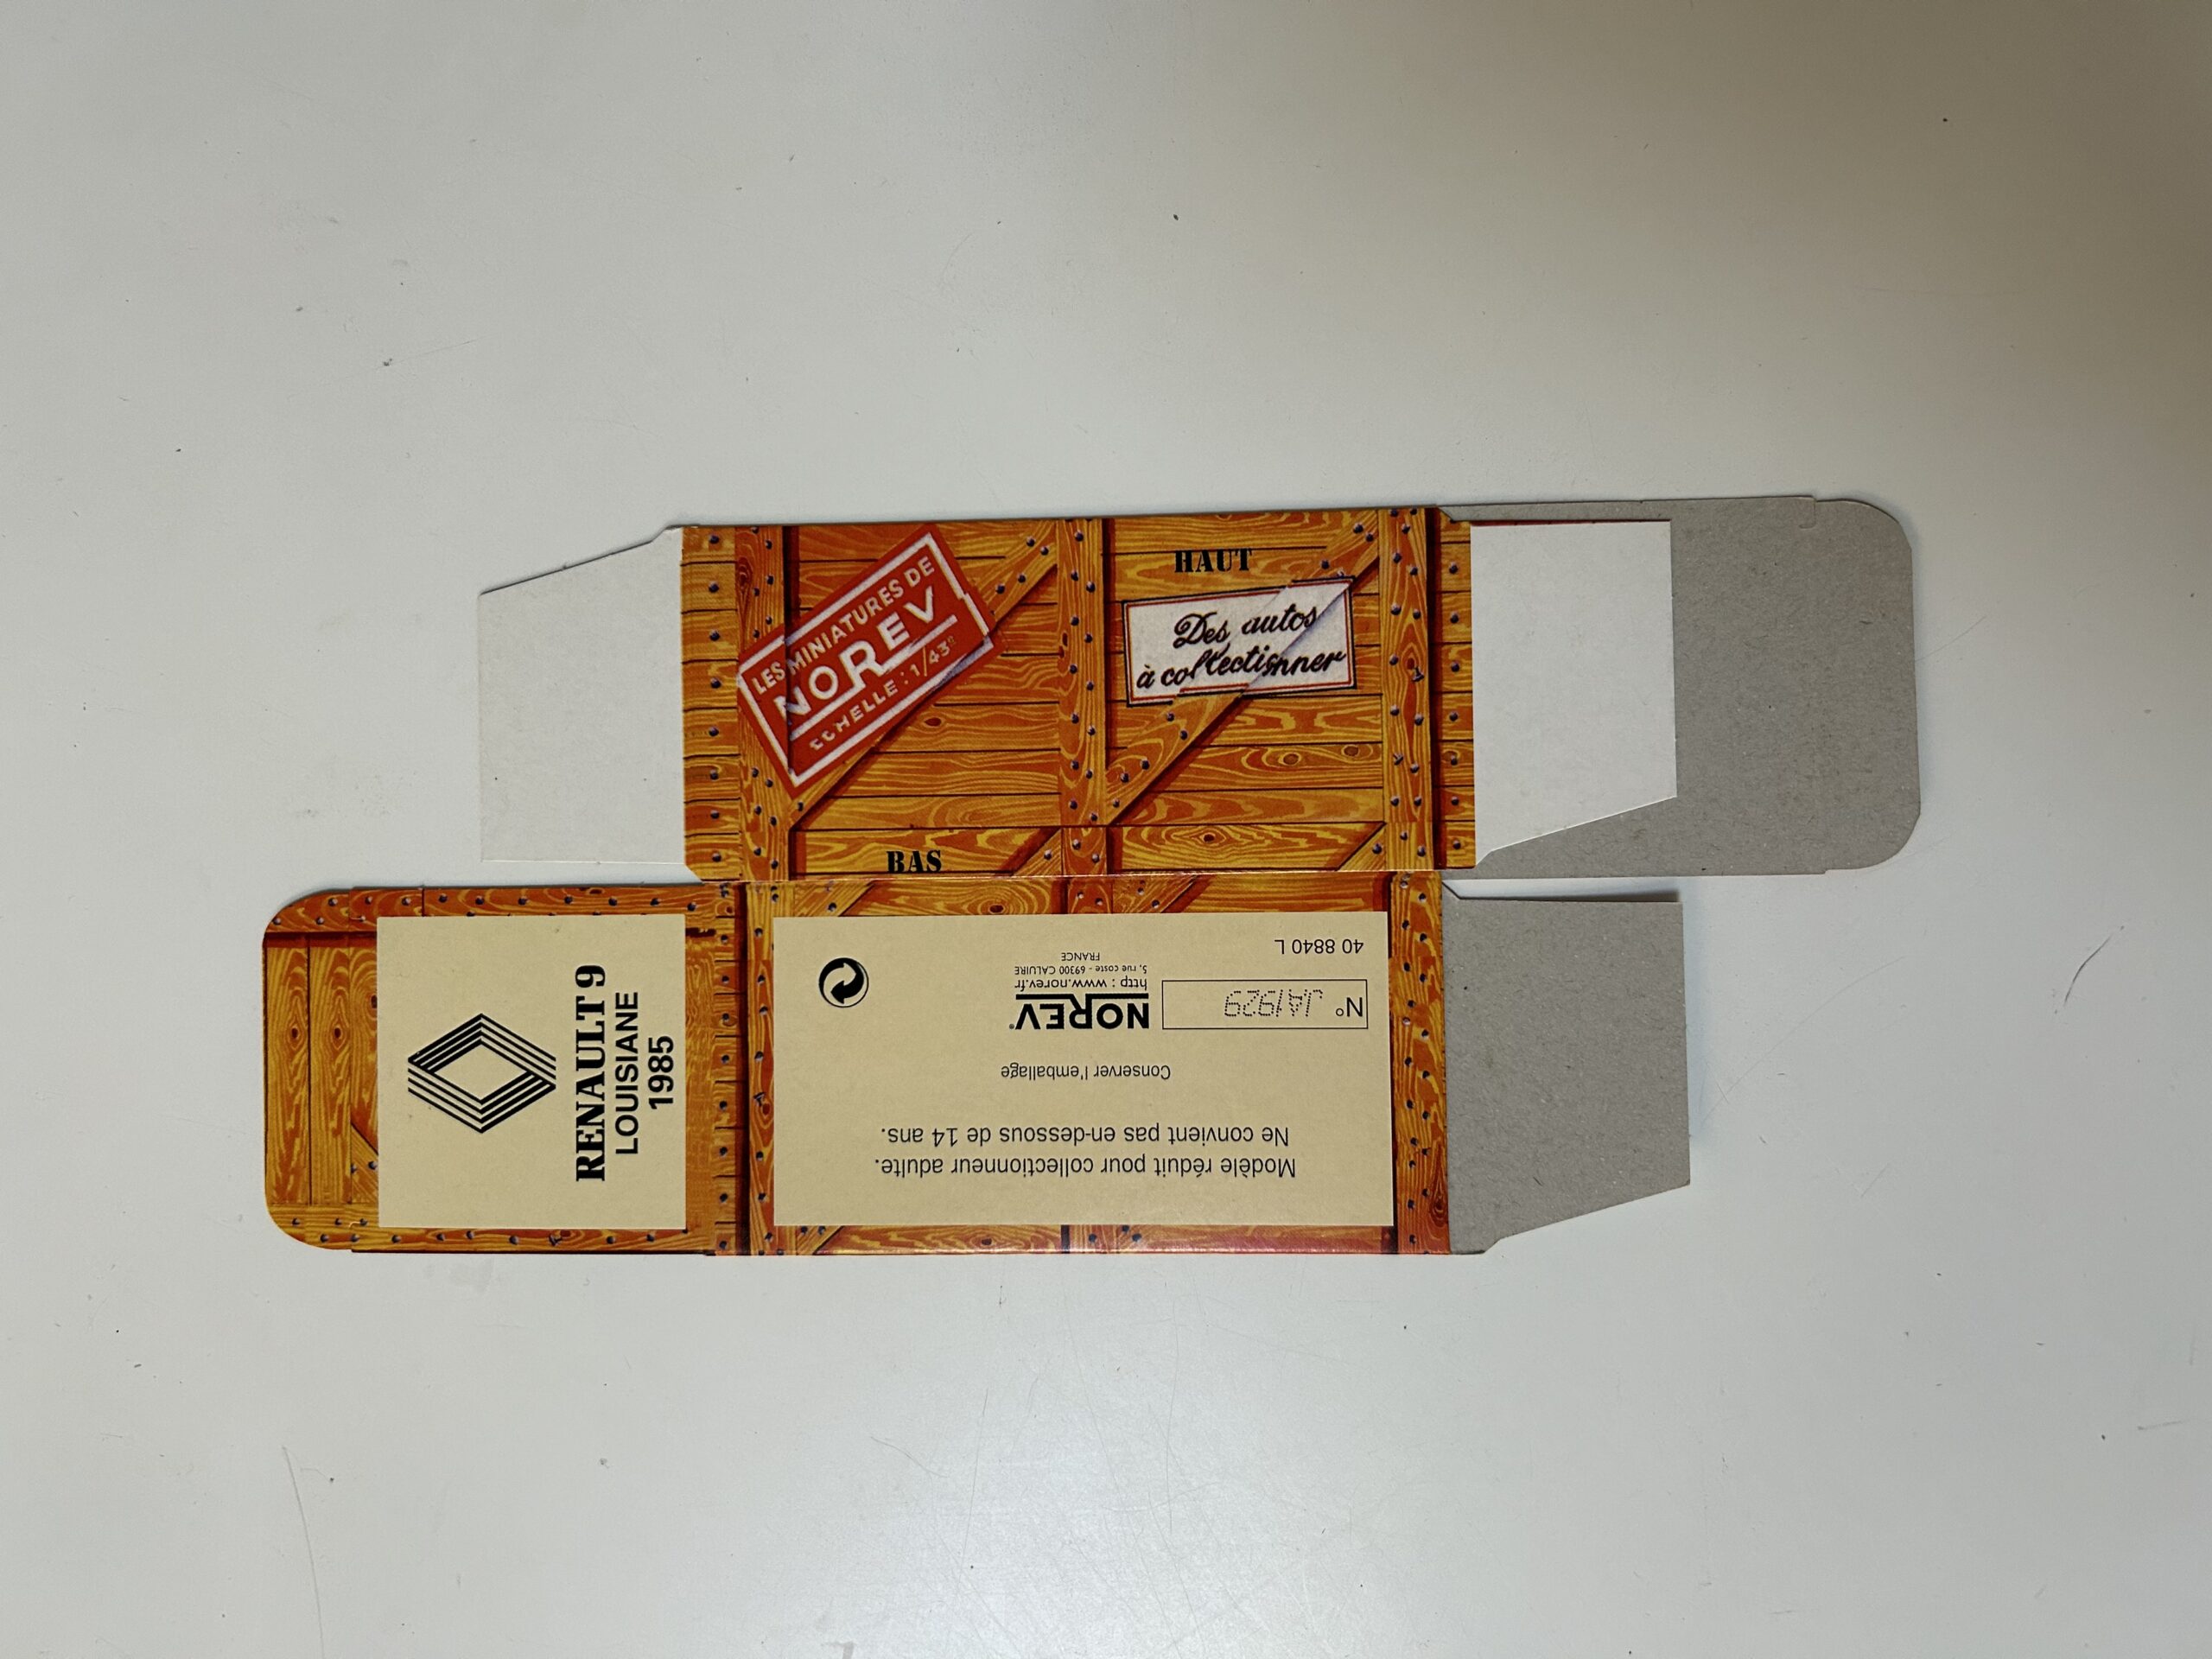 LES MINIATURES DE
NOREV
ECHELLE : 1/43e
HAUT
Des autos
à collectionner
BAS
RENAULT 9
LOUISIANE
1985
Modèle réduit pour collectionneur adulte.
Ne convient pas en-dessous de 14 ans.
Conserver l'emballage
N° JA1929
NOREV®
http : www.norev.fr
5, rue coste - 69300 CALUIRE
FRANCE
40 8840 L